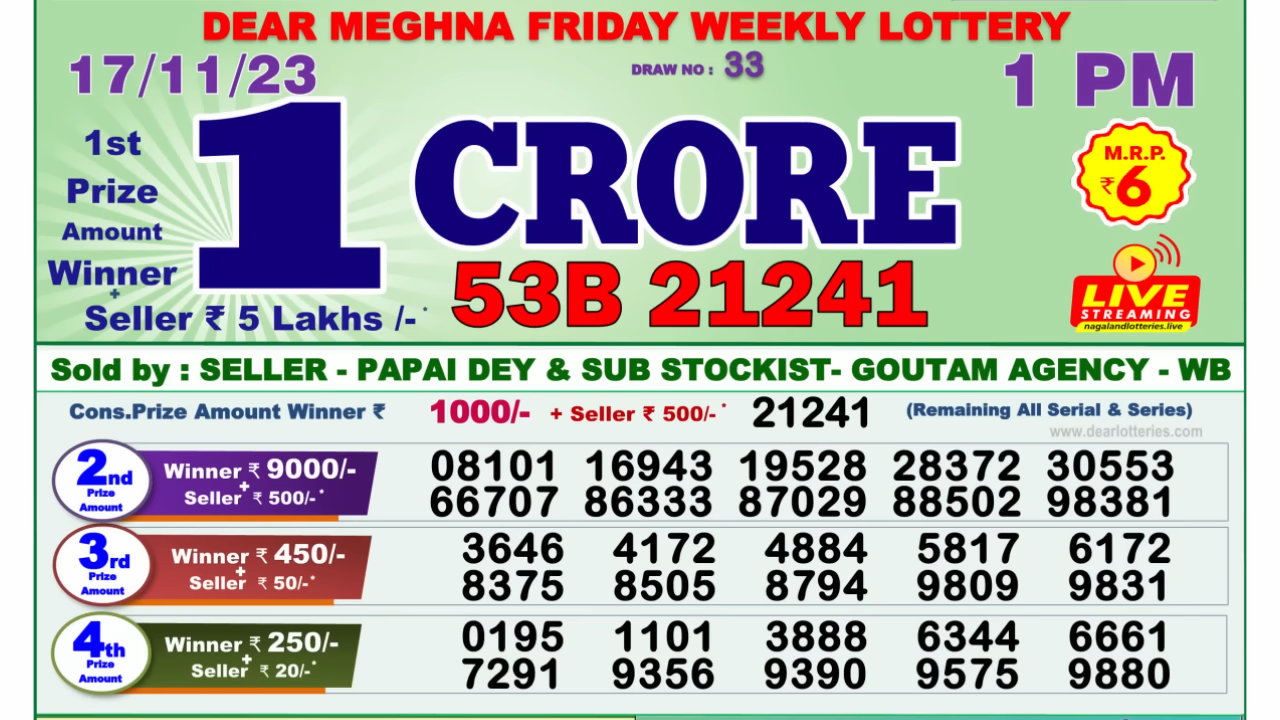 DEAR MEGHNA FRIDAY WEEKLY LOTTERY
17/11/23
DRAW NO : 33
1 PM
1st
Prize
Amount
Winner
+
Seller ₹ 5 Lakhs /-*
1 CRORE
53B 21241
M.R.P.
₹6
LIVE
STREAMING
nagalandlotteries.live
Sold by : SELLER - PAPAI DEY & SUB STOCKIST- GOUTAM AGENCY - WB
Cons.Prize Amount Winner ₹ 1000/- + Seller ₹ 500/-* 21241 (Remaining All Serial & Series)
www.dearlotteries.com
2nd
Prize
Amount
Winner ₹ 9000/-
+
Seller ₹ 500/-*
08101 16943 19528 28372 30553
66707 86333 87029 88502 98381
3rd
Prize
Amount
Winner ₹ 450/-
+
Seller ₹ 50/-*
3646 4172 4884 5817 6172
8375 8505 8794 9809 9831
4th
Prize
Amount
Winner ₹ 250/-
+
Seller ₹ 20/-*
0195 1101 3888 6344 6661
7291 9356 9390 9575 9880